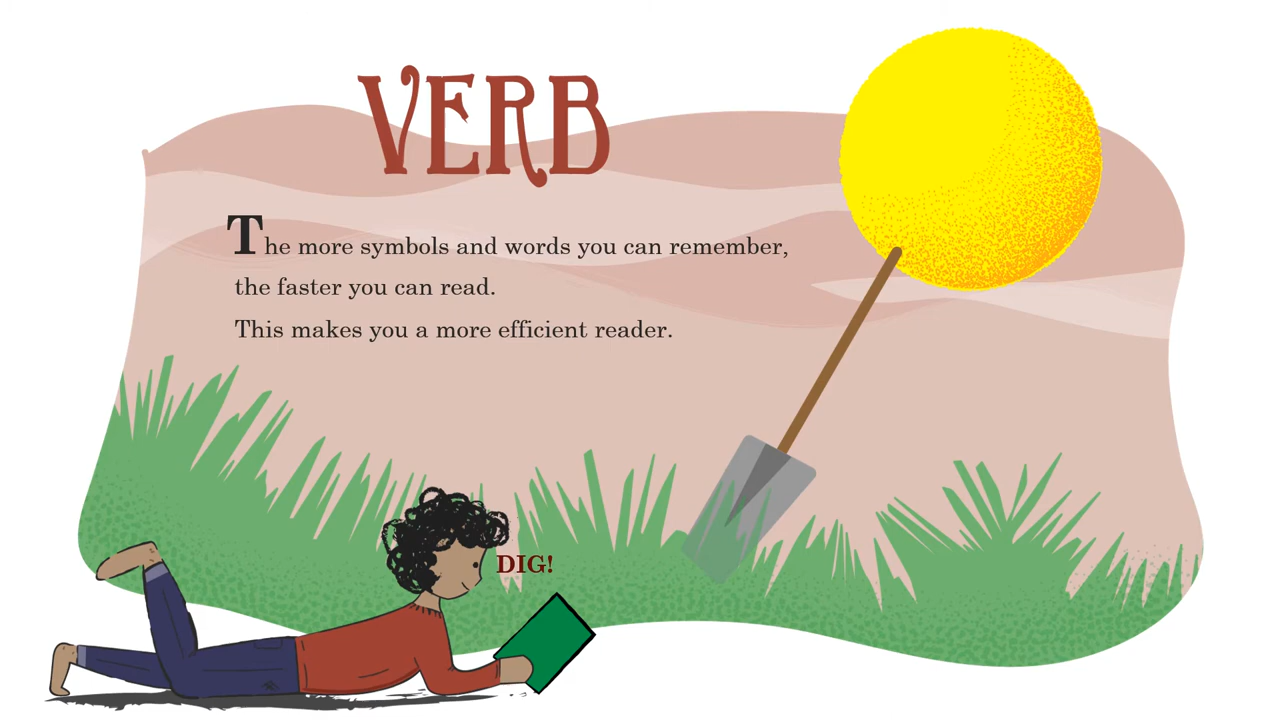 VERB
The more symbols and words you can remember,
the faster you can read.
This makes you a more efficient reader.
DIG!